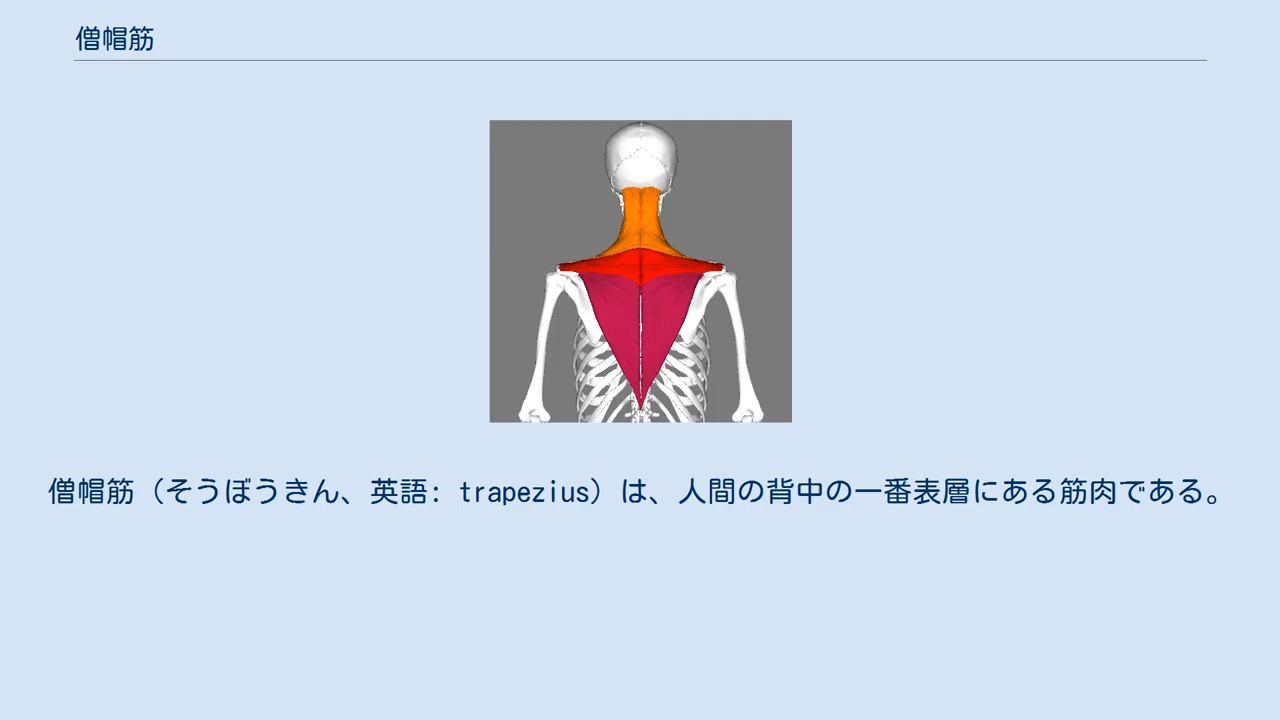 僧帽筋
僧帽筋（そうぼうきん、英語: trapezius）は、人間の背中の一番表層にある筋肉である。